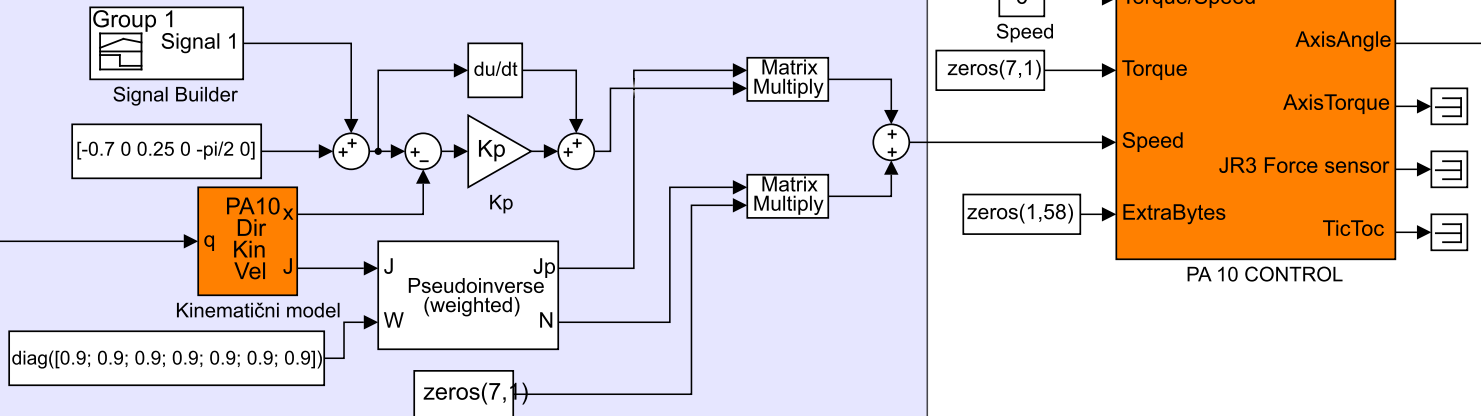 Group 1
Signal 1
Signal Builder
[-0.7 0 0.25 0 -pi/2 0]
+
+
+
−
du/dt
Kp
Kp
+
+
Matrix
Multiply
Matrix
Multiply
+
+
PA10
Dir
Kin
Vel
q
x
J
Kinematični model
J
W
Pseudoinverse
(weighted)
Jp
N
diag([0.9; 0.9; 0.9; 0.9; 0.9; 0.9; 0.9])
zeros(7,1)
Speed
zeros(7,1)
zeros(1,58)
Torque/Speed
Torque
Speed
ExtraBytes
AxisAngle
AxisTorque
JR3 Force sensor
TicToc
PA 10 CONTROL